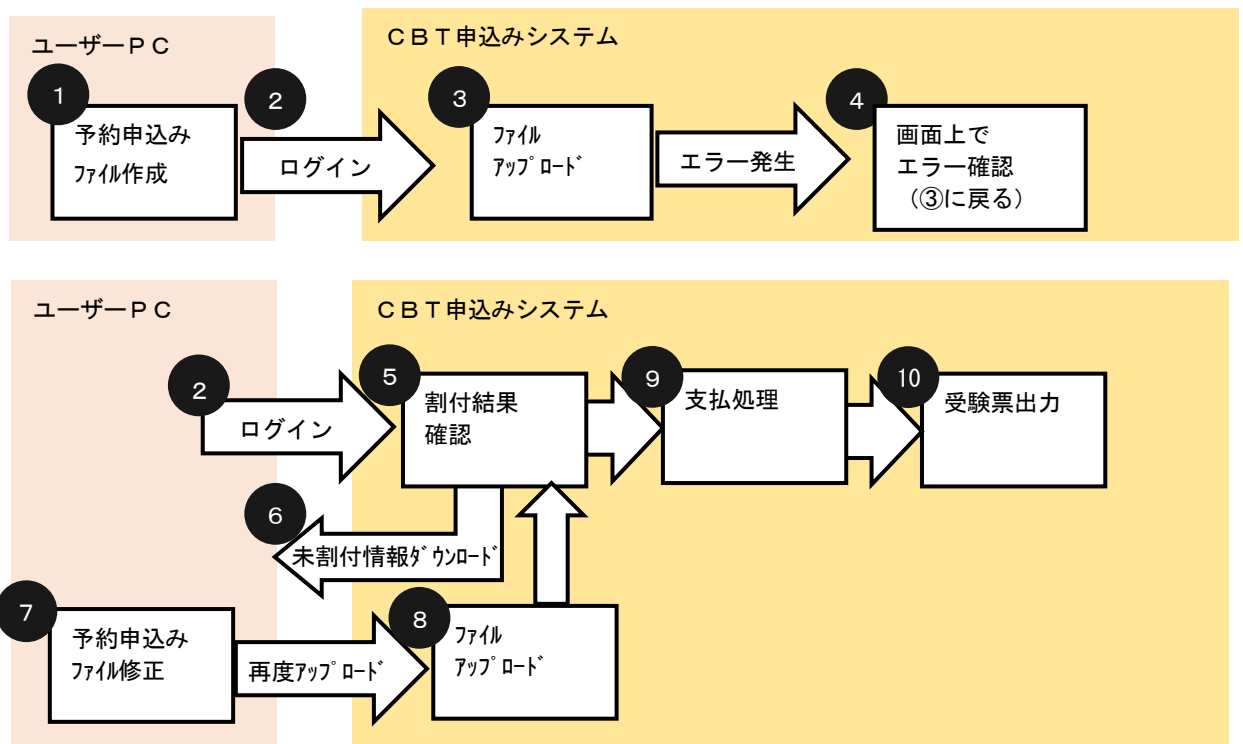 ユーザーＰＣ
ＣＢＴ申込みシステム
1
予約申込み
ﾌｧｲﾙ作成
2
ログイン
3
ﾌｧｲﾙ
ｱｯﾌﾟﾛｰﾄﾞ
エラー発生
4
画面上で
エラー確認
（③に戻る）
ユーザーＰＣ
ＣＢＴ申込みシステム
2
ログイン
5
割付結果
確認
9
支払処理
10
受験票出力
6
未割付情報ﾀﾞｳﾝﾛｰﾄﾞ
7
予約申込み
ﾌｧｲﾙ修正
再度ｱｯﾌﾟﾛｰﾄﾞ
8
ﾌｧｲﾙ
ｱｯﾌﾟﾛｰﾄﾞ